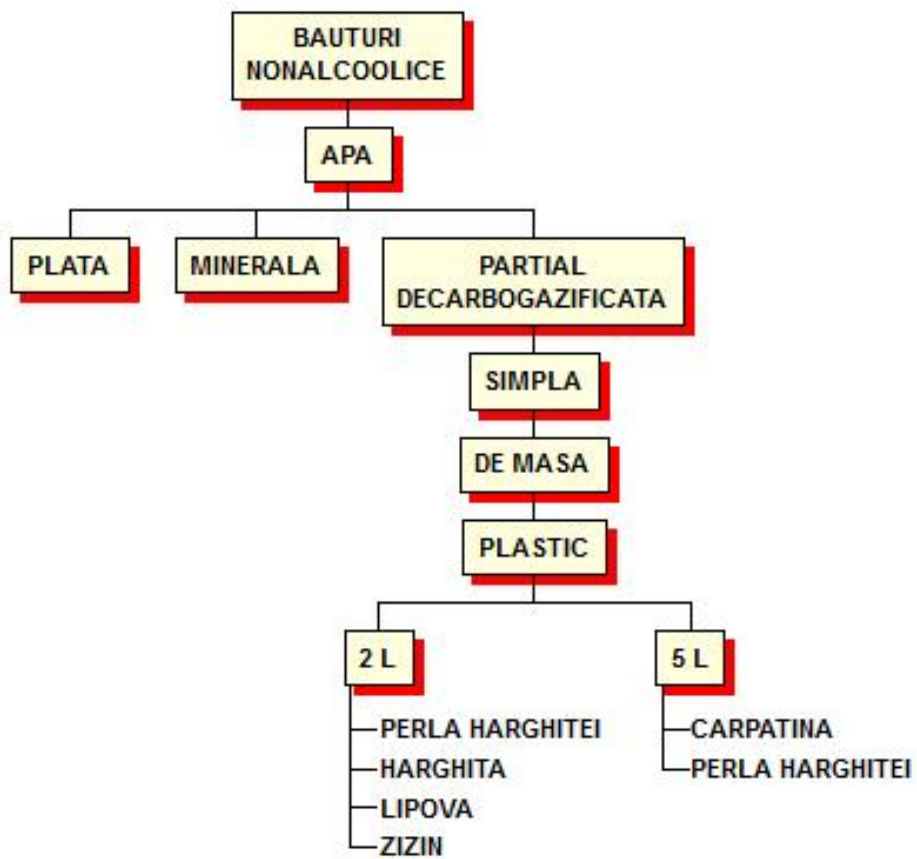 BAUTURI
NONALCOOLICE
APA
PLATA
MINERALA
PARTIAL
DECARBOGAZIFICATA
SIMPLA
DE MASA
PLASTIC
2 L
5 L
PERLA HARGHITEI
HARGHITA
LIPOVA
ZIZIN
CARPATINA
PERLA HARGHITEI